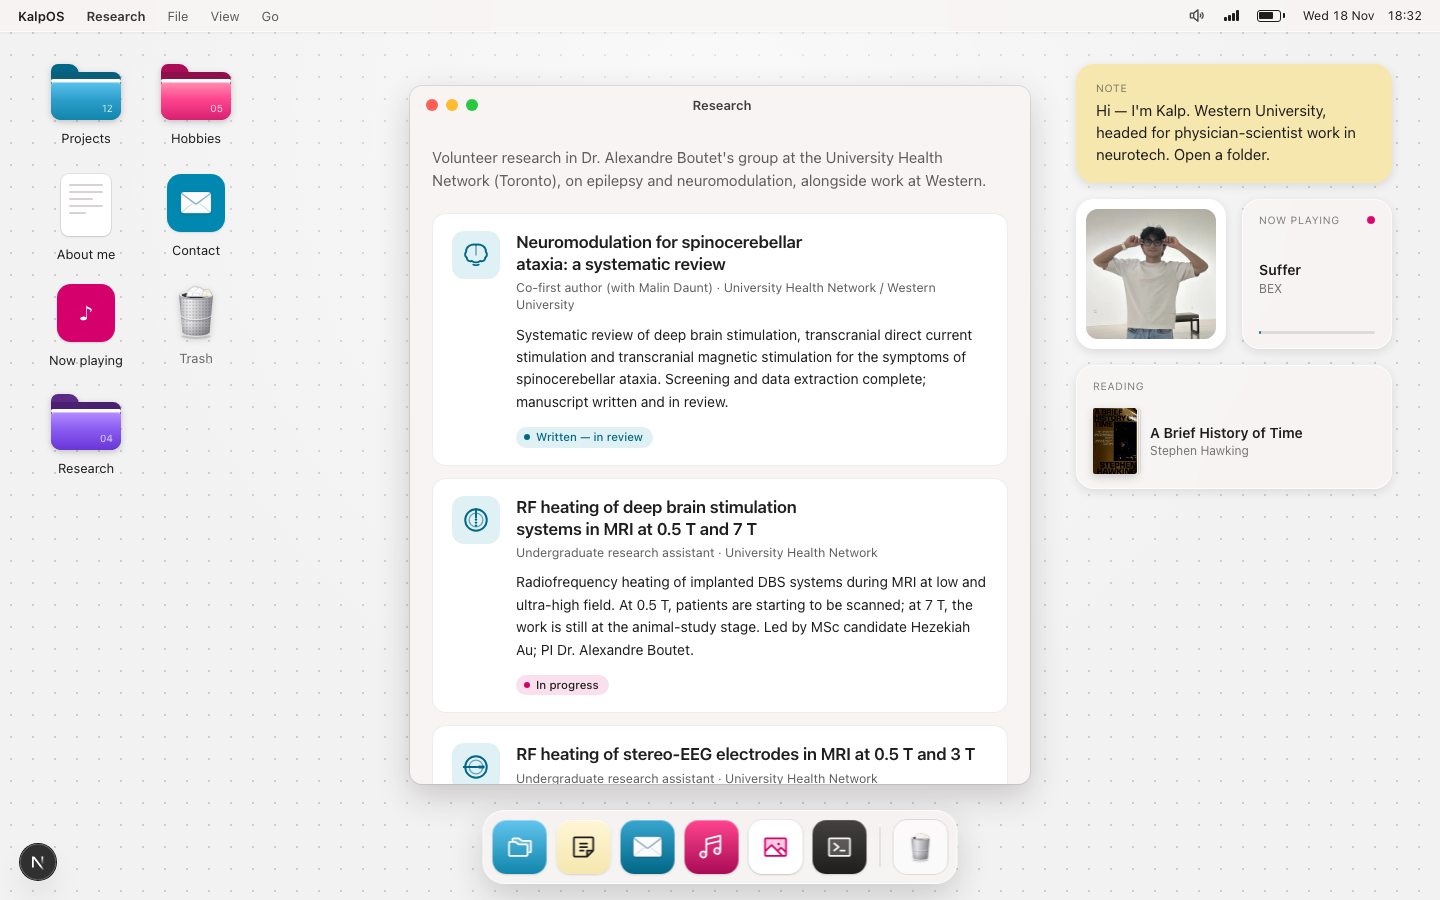 KalpOS Research File View Go
Wed 18 Nov 18:32
12
Projects
05
Hobbies
About me
Contact
Now playing
Trash
04
Research
Research
Volunteer research in Dr. Alexandre Boutet's group at the University Health
Network (Toronto), on epilepsy and neuromodulation, alongside work at Western.
Neuromodulation for spinocerebellar
ataxia: a systematic review
Co-first author (with Malin Daunt) · University Health Network / Western
University
Systematic review of deep brain stimulation, transcranial direct current
stimulation and transcranial magnetic stimulation for the symptoms of
spinocerebellar ataxia. Screening and data extraction complete;
manuscript written and in review.
Written — in review
RF heating of deep brain stimulation
systems in MRI at 0.5 T and 7 T
Undergraduate research assistant · University Health Network
Radiofrequency heating of implanted DBS systems during MRI at low and
ultra-high field. At 0.5 T, patients are starting to be scanned; at 7 T, the
work is still at the animal-study stage. Led by MSc candidate Hezekiah
Au; PI Dr. Alexandre Boutet.
In progress
RF heating of stereo-EEG electrodes in MRI at 0.5 T and 3 T
Undergraduate research assistant · University Health Network
NOTE
Hi — I'm Kalp. Western University,
headed for physician-scientist work in
neurotech. Open a folder.
NOW PLAYING
Suffer
BEX
READING
A BRIEF
HISTORY OF
TIME
STEPHEN
HAWKING
A Brief History of Time
Stephen Hawking
N